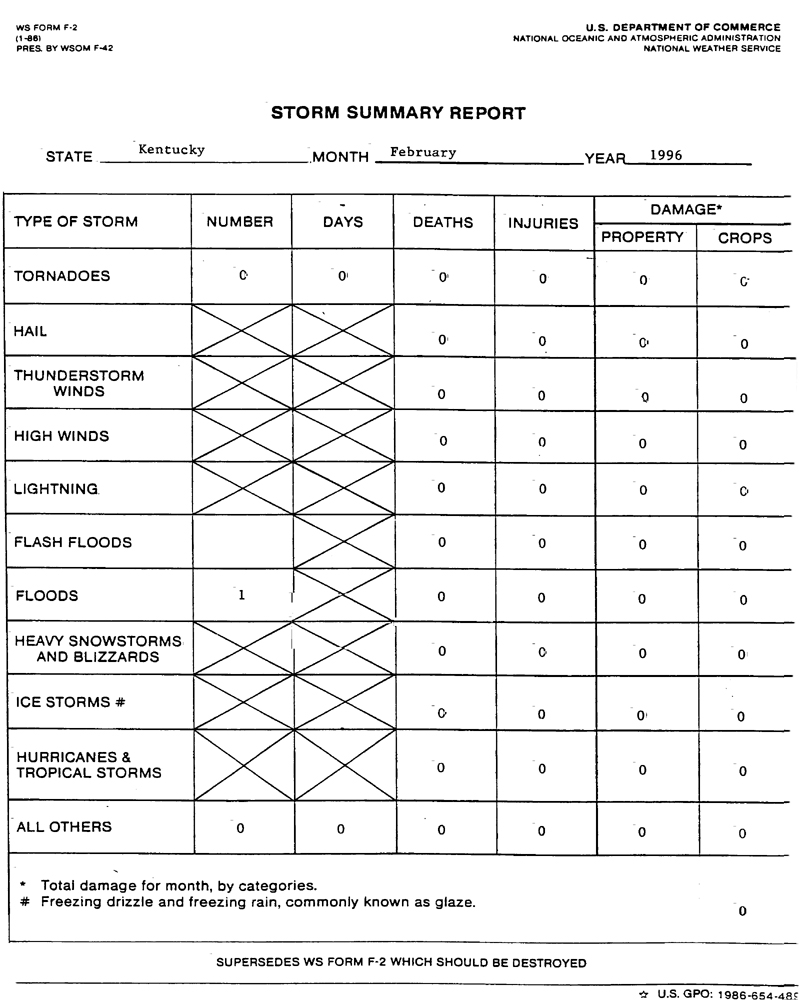 WS FORM F-2
(1-86)
PRES. BY WSOM F-42
U.S. DEPARTMENT OF COMMERCE
NATIONAL OCEANIC AND ATMOSPHERIC ADMINISTRATION
NATIONAL WEATHER SERVICE
STORM SUMMARY REPORT
STATE Kentucky MONTH February YEAR 1996
TYPE OF STORM NUMBER DAYS DEATHS INJURIES DAMAGE*
PROPERTY CROPS
TORNADOES 0 0 0 0 0 0
HAIL 0 0 0 0
THUNDERSTORM
WINDS 0 0 0 0
HIGH WINDS 0 0 0 0
LIGHTNING 0 0 0 0
FLASH FLOODS 0 0 0 0
FLOODS 1 0 0 0 0
HEAVY SNOWSTORMS
AND BLIZZARDS 0 0 0 0
ICE STORMS # 0 0 0 0
HURRICANES &
TROPICAL STORMS 0 0 0 0
ALL OTHERS 0 0 0 0 0 0
* Total damage for month, by categories.
# Freezing drizzle and freezing rain, commonly known as glaze.
0
SUPERSEDES WS FORM F-2 WHICH SHOULD BE DESTROYED
☆ U.S. GPO: 1986-654-489